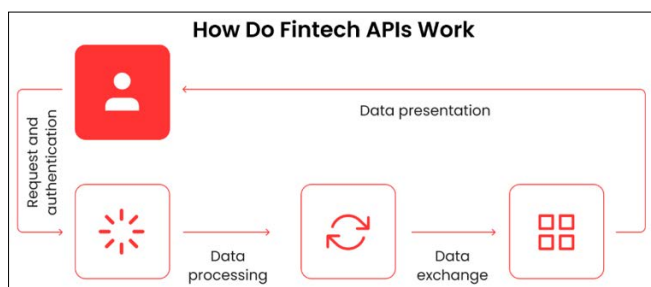 How Do Fintech APIs Work
Data presentation
Request and
authentication
Data
processing
Data
exchange